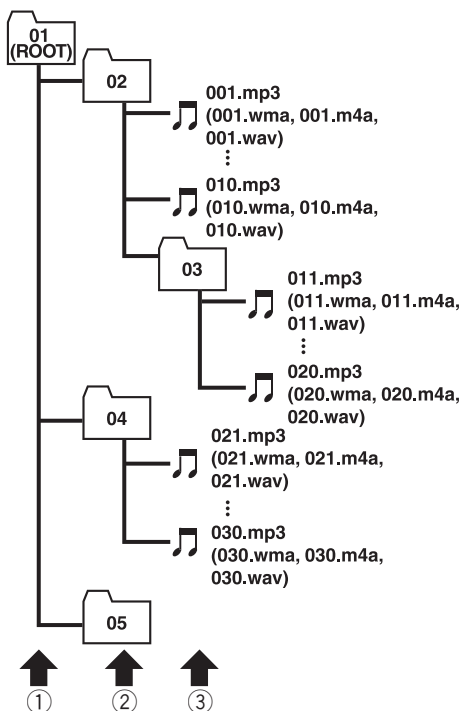 01
(ROOT)
02
001.mp3
(001.wma, 001.m4a,
001.wav)
⋮
010.mp3
(010.wma, 010.m4a,
010.wav)
03
011.mp3
(011.wma, 011.m4a,
011.wav)
⋮
020.mp3
(020.wma, 020.m4a,
020.wav)
04
021.mp3
(021.wma, 021.m4a,
021.wav)
⋮
030.mp3
(030.wma, 030.m4a,
030.wav)
05
① ② ③